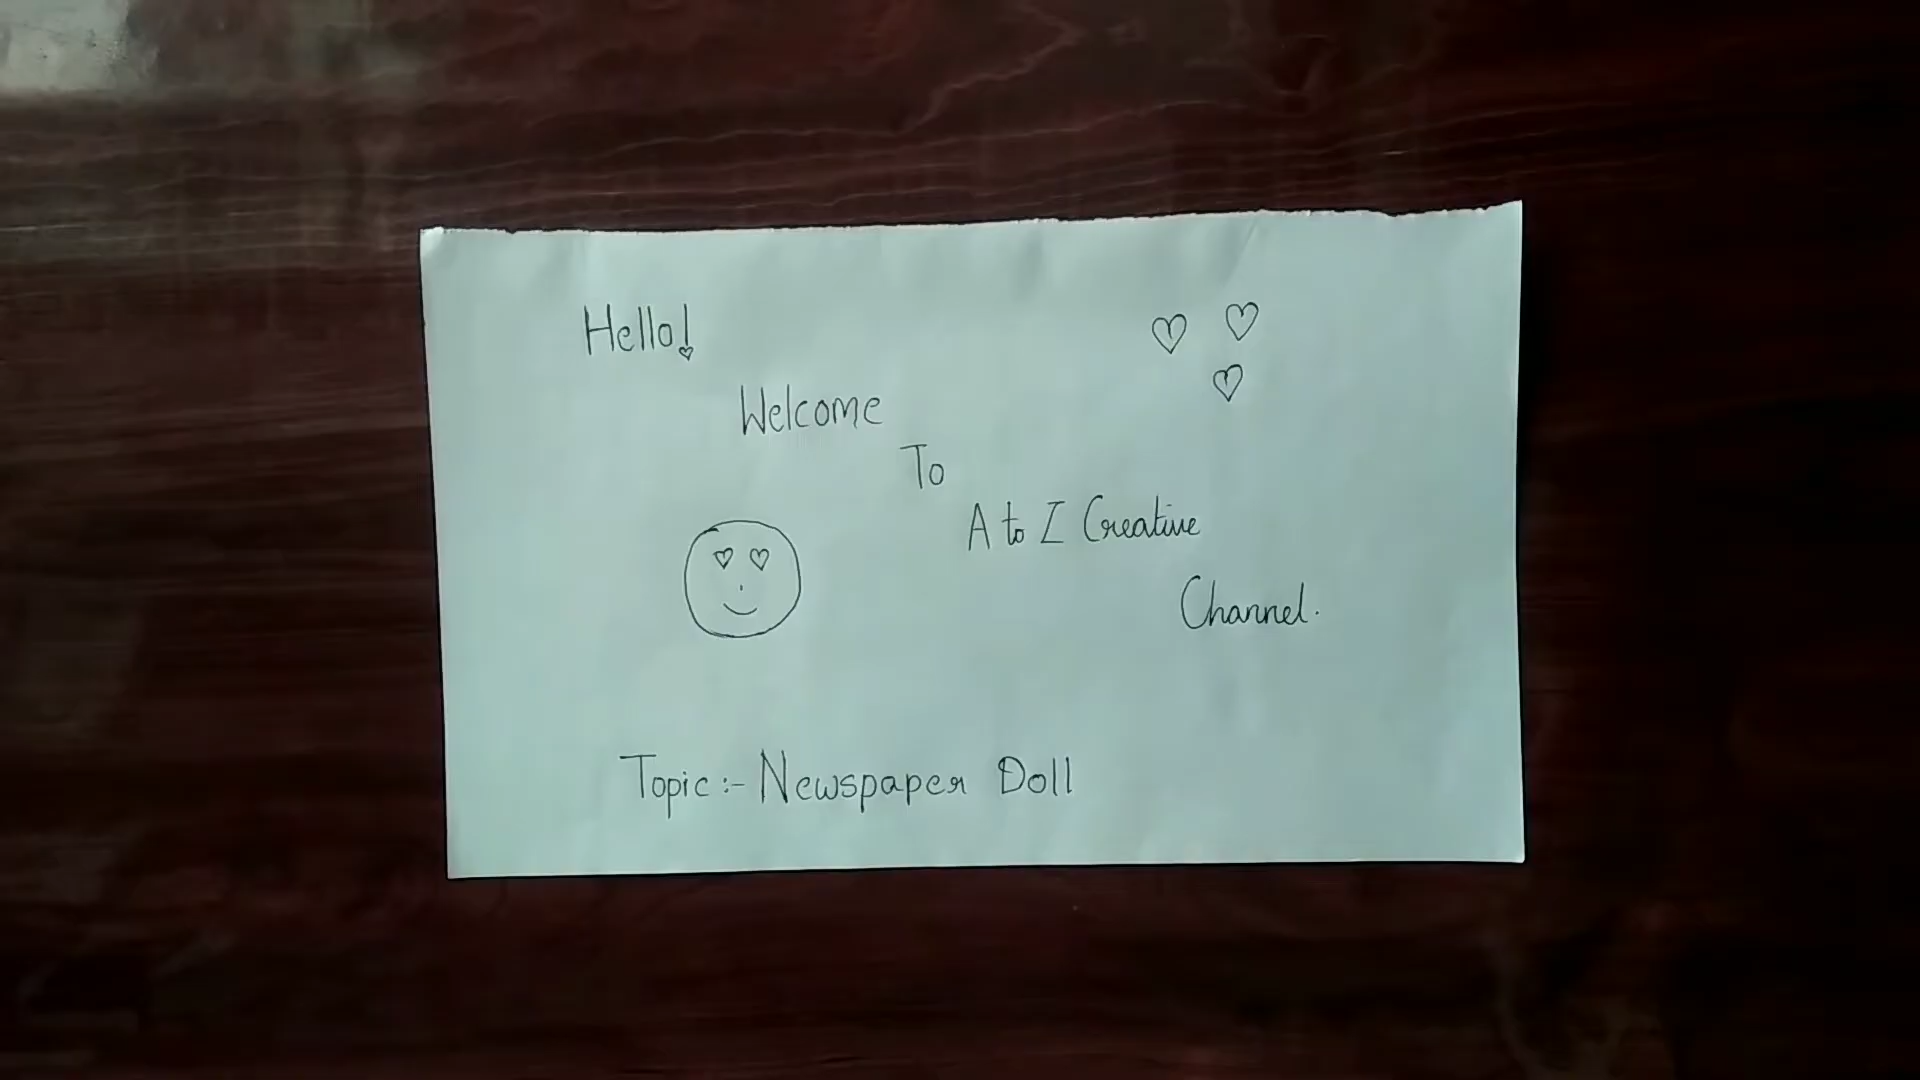 Hello!
Welcome
To
A to Z Creative
Channel.
Topic :- Newspaper Doll